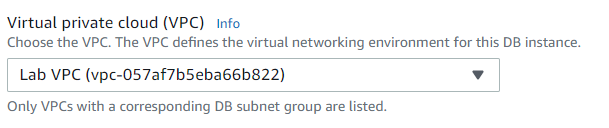 Virtual private cloud (VPC) Info
Choose the VPC. The VPC defines the virtual networking environment for this DB instance.
Lab VPC (vpc-057af7b5eba66b822)
Only VPCs with a corresponding DB subnet group are listed.